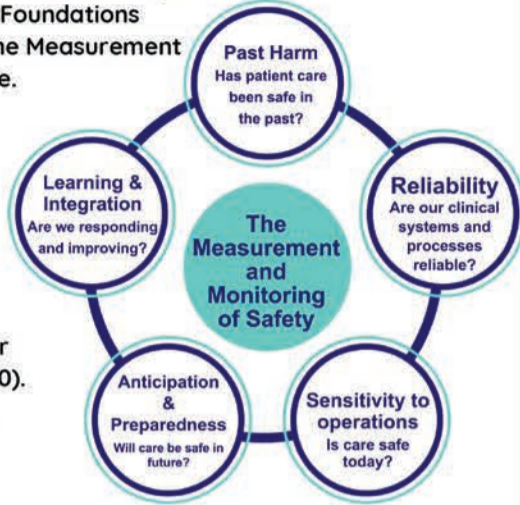 Foundations
ne Measurement
e.
Past Harm
Has patient care
been safe in
the past?
Learning &
Integration
Are we responding
and improving?
Reliability
Are our clinical
systems and
processes
reliable?
The
Measurement
and
Monitoring
of Safety
r
0).
Anticipation
&
Preparedness
Will care be safe in
future?
Sensitivity to
operations
Is care safe
today?